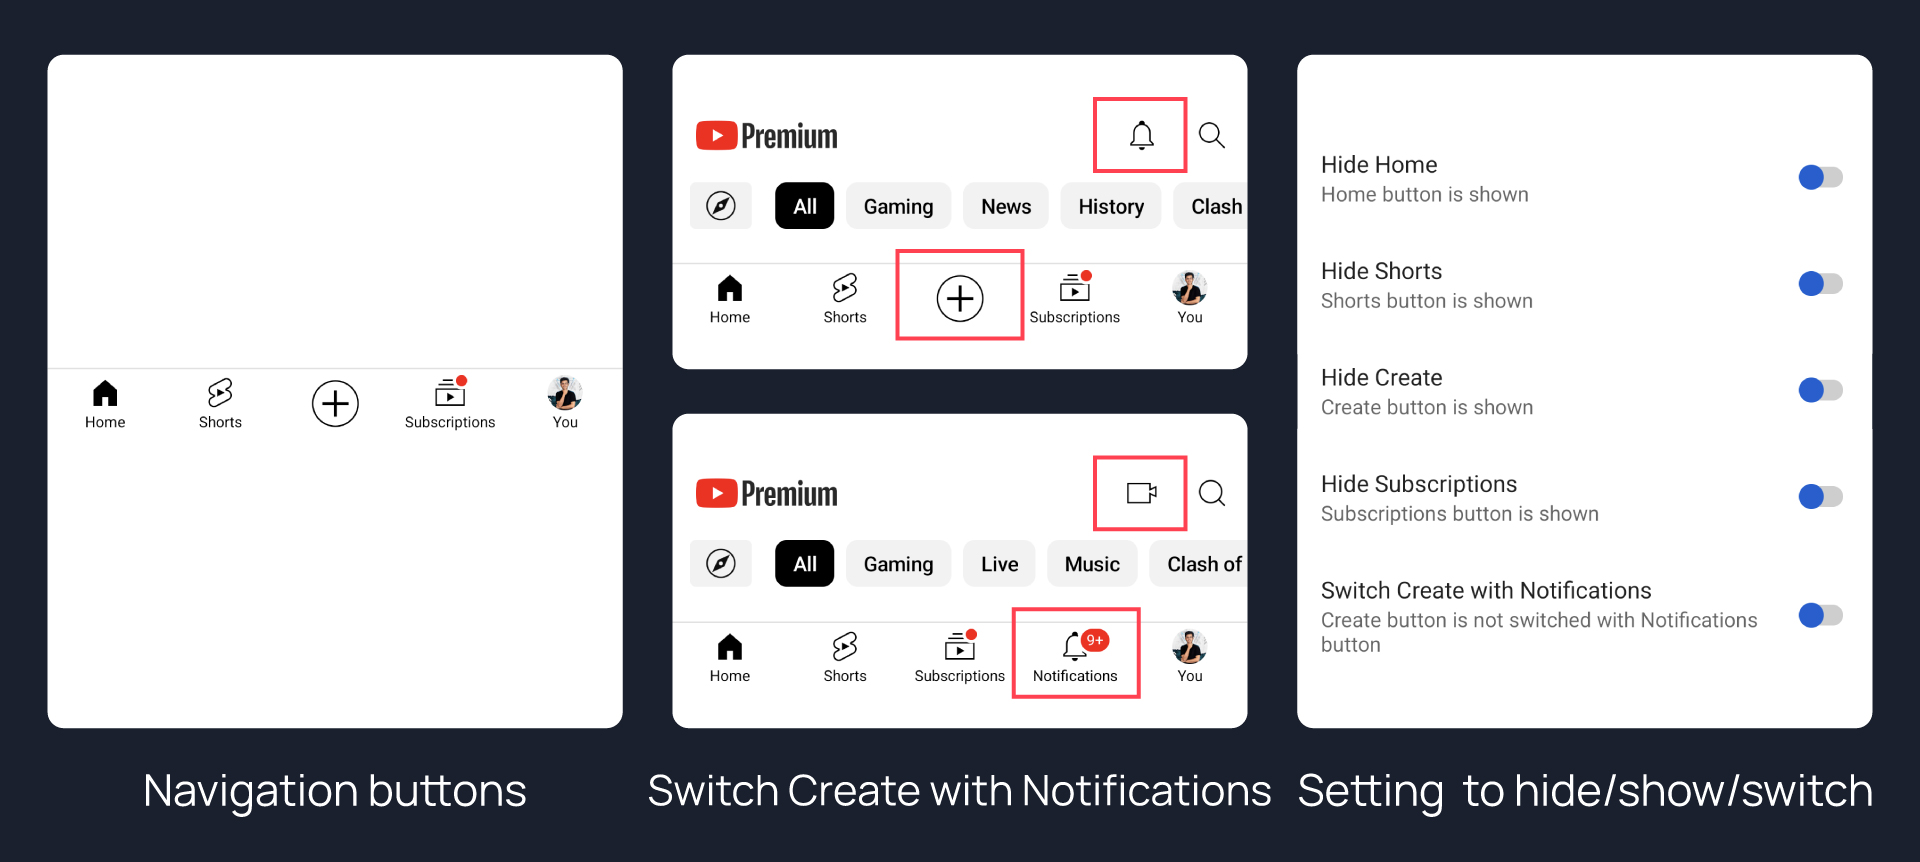 Home
Shorts
Subscriptions
You
Navigation buttons
Premium
All
Gaming
News
History
Clash
Home
Shorts
Subscriptions
You
Premium
All
Gaming
Live
Music
Clash of
9+
Home
Shorts
Subscriptions
Notifications
You
Switch Create with Notifications
Hide Home
Home button is shown
Hide Shorts
Shorts button is shown
Hide Create
Create button is shown
Hide Subscriptions
Subscriptions button is shown
Switch Create with Notifications
Create button is not switched with Notifications
button
Setting to hide/show/switch